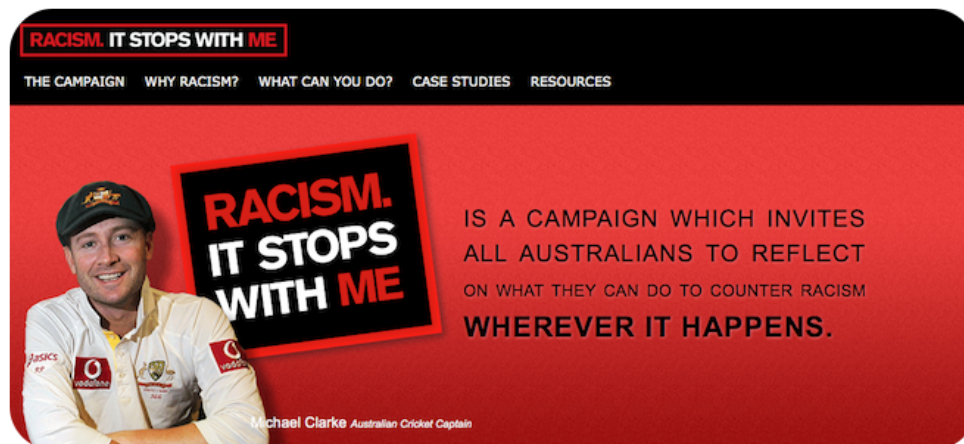 RACISM. IT STOPS WITH ME
THE CAMPAIGN WHY RACISM? WHAT CAN YOU DO? CASE STUDIES RESOURCES
RACISM.
IT STOPS
WITH ME
IS A CAMPAIGN WHICH INVITES
ALL AUSTRALIANS TO REFLECT
ON WHAT THEY CAN DO TO COUNTER RACISM
WHEREVER IT HAPPENS.
asics
vodafone
Michael Clarke Australian Cricket Captain